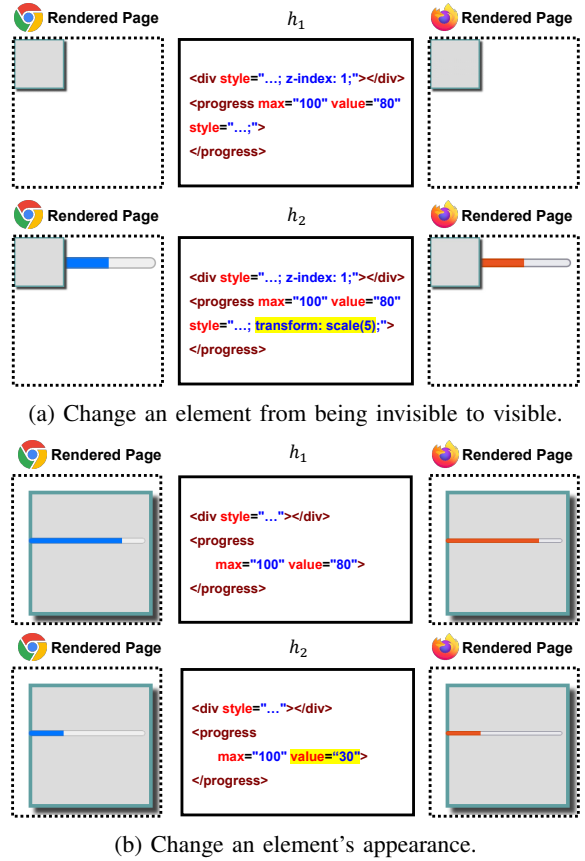 Rendered Page h₁ Rendered Page
<div style="...; z-index: 1;"></div>
<progress max="100" value="80"
style="...;">
</progress>
Rendered Page h₂ Rendered Page
<div style="...; z-index: 1;"></div>
<progress max="100" value="80"
style="...; transform: scale(5);">
</progress>
(a) Change an element from being invisible to visible.
Rendered Page h₁ Rendered Page
<div style="..."></div>
<progress
max="100" value="80">
</progress>
Rendered Page h₂ Rendered Page
<div style="..."></div>
<progress
max="100" value=“30">
</progress>
(b) Change an element's appearance.